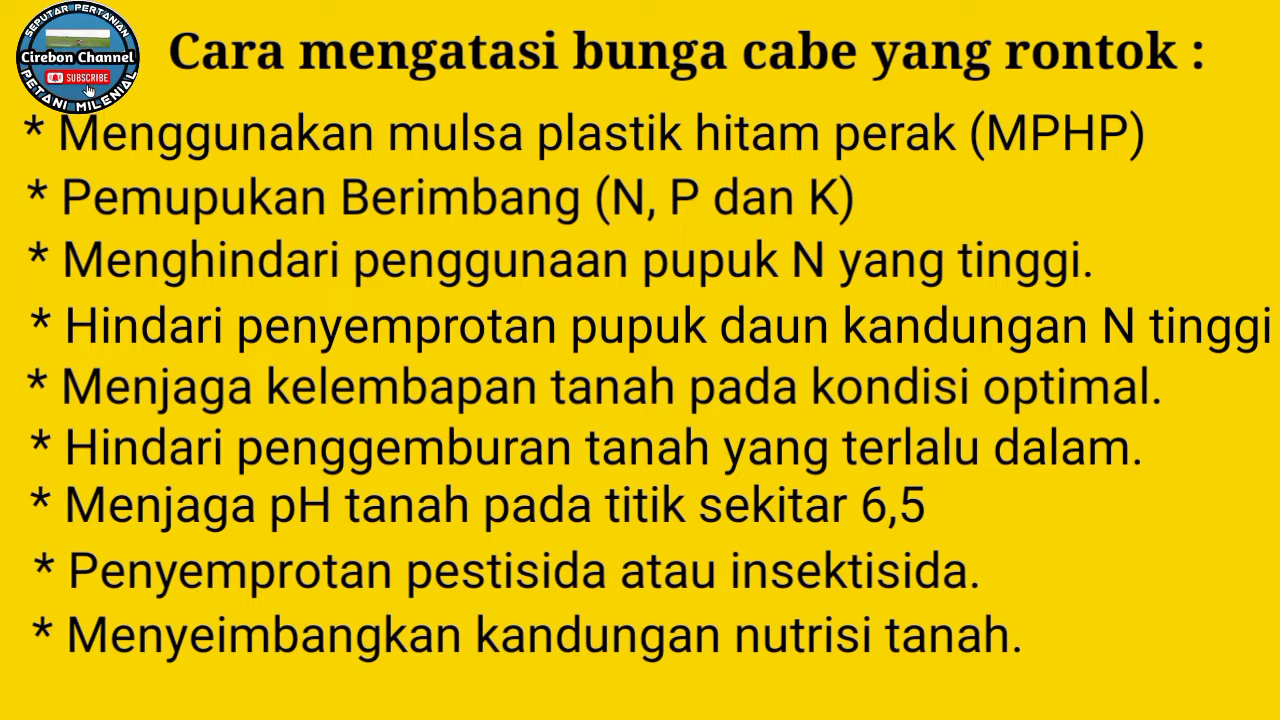 SEPUTAR PERTANIAN
Cirebon Channel
SUBSCRIBE
PETANI MILENIAL
Cara mengatasi bunga cabe yang rontok :
* Menggunakan mulsa plastik hitam perak (MPHP)
* Pemupukan Berimbang (N, P dan K)
* Menghindari penggunaan pupuk N yang tinggi.
* Hindari penyemprotan pupuk daun kandungan N tinggi
* Menjaga kelembapan tanah pada kondisi optimal.
* Hindari penggemburan tanah yang terlalu dalam.
* Menjaga pH tanah pada titik sekitar 6,5
* Penyemprotan pestisida atau insektisida.
* Menyeimbangkan kandungan nutrisi tanah.